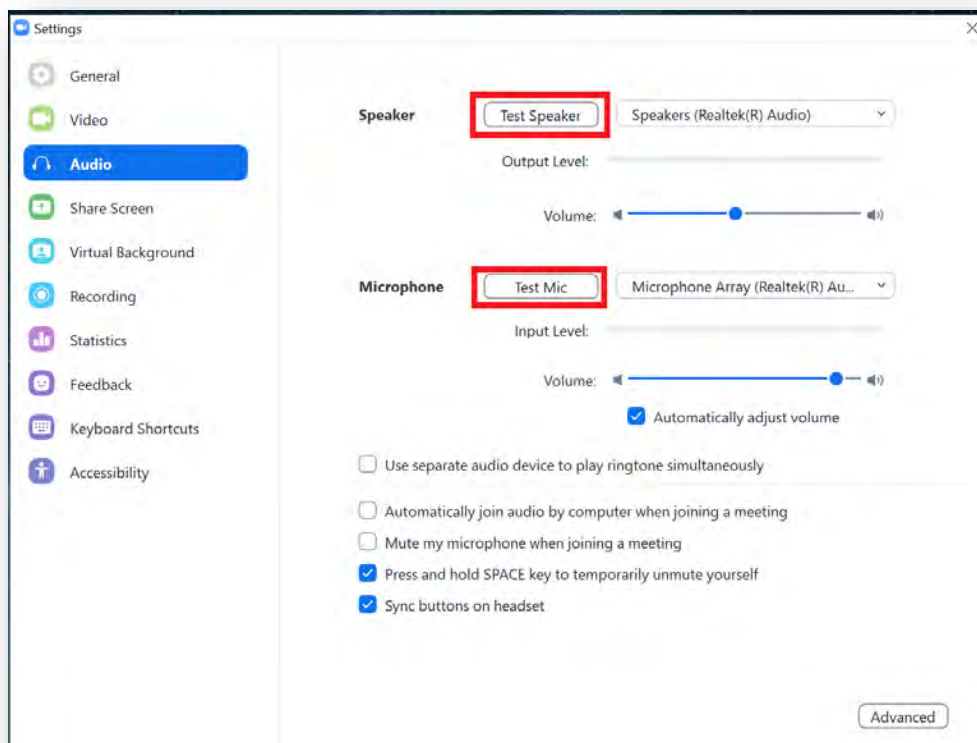 Settings
General
Video
Audio
Share Screen
Virtual Background
Recording
Statistics
Feedback
Keyboard Shortcuts
Accessibility
Speaker Test Speaker Speakers (Realtek(R) Audio)
Output Level:
Volume:
Microphone Test Mic Microphone Array (Realtek(R) Au...
Input Level:
Volume:
Automatically adjust volume
Use separate audio device to play ringtone simultaneously
Automatically join audio by computer when joining a meeting
Mute my microphone when joining a meeting
Press and hold SPACE key to temporarily unmute yourself
Sync buttons on headset
Advanced